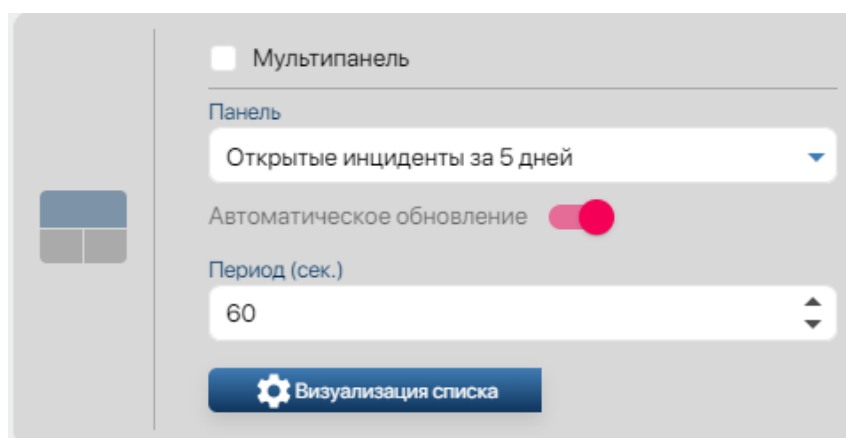 Мультипанель
Панель
Открытые инциденты за 5 дней
Автоматическое обновление
Период (сек.)
60
Визуализация списка